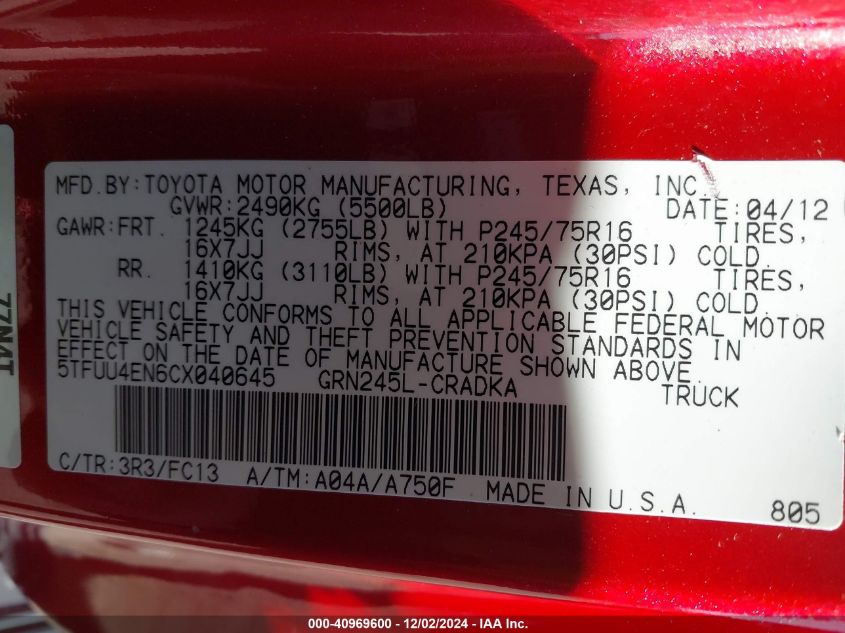 MFD.BY:TOYOTA MOTOR MANUFACTURING, TEXAS, INC.
GVWR:2490KG (5500LB) DATE:04/12
GAWR:FRT. 1245KG (2755LB) WITH P245/75R16 TIRES,
16X7JJ RIMS, AT 210KPA (30PSI) COLD.
RR. 1410KG (3110LB) WITH P245/75R16 TIRES,
16X7JJ RIMS, AT 210KPA (30PSI) COLD.
THIS VEHICLE CONFORMS TO ALL APPLICABLE FEDERAL MOTOR
VEHICLE SAFETY AND THEFT PREVENTION STANDARDS IN
EFFECT ON THE DATE OF MANUFACTURE SHOWN ABOVE.
5TFUU4EN6CX040645 GRN245L-CRADKA TRUCK
C/TR:3R3/FC13 A/TM:A04A/A750F MADE IN U.S.A.
805
77N4T
000-40969600 - 12/02/2024 - IAA Inc.